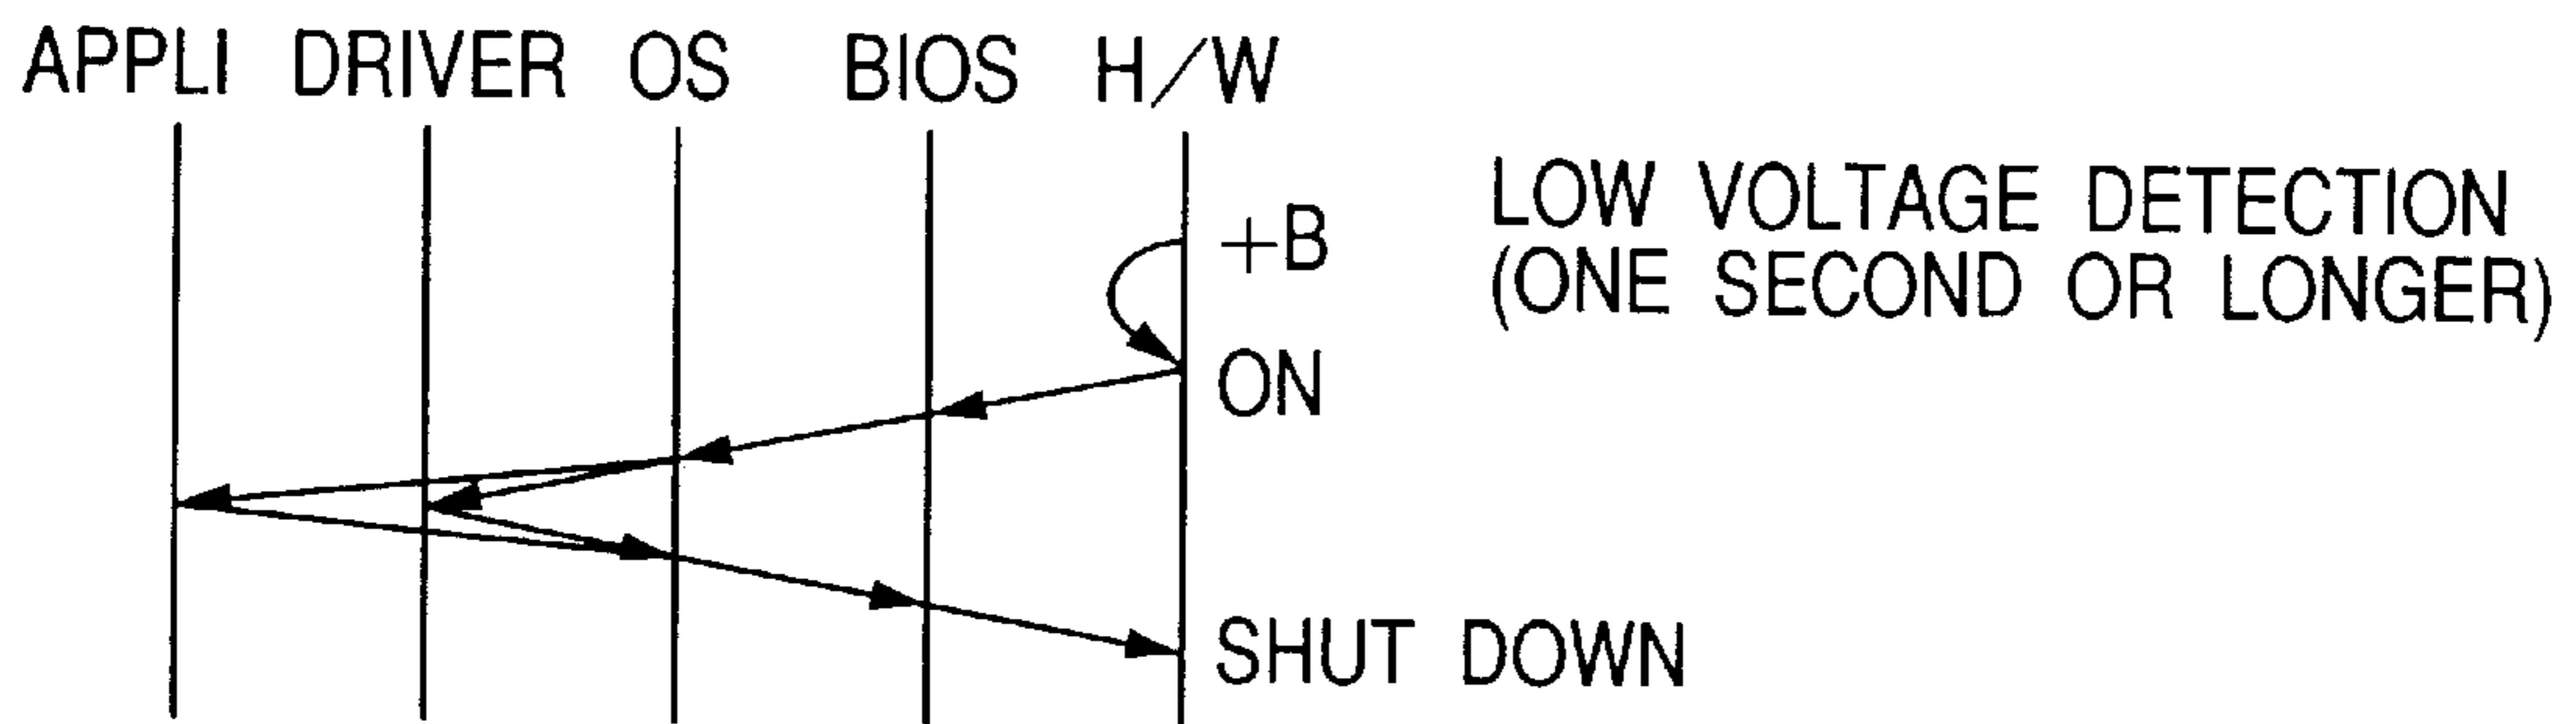 APPLI DRIVER OS BIOS H/W
+B
LOW VOLTAGE DETECTION
(ONE SECOND OR LONGER)
ON
SHUT DOWN